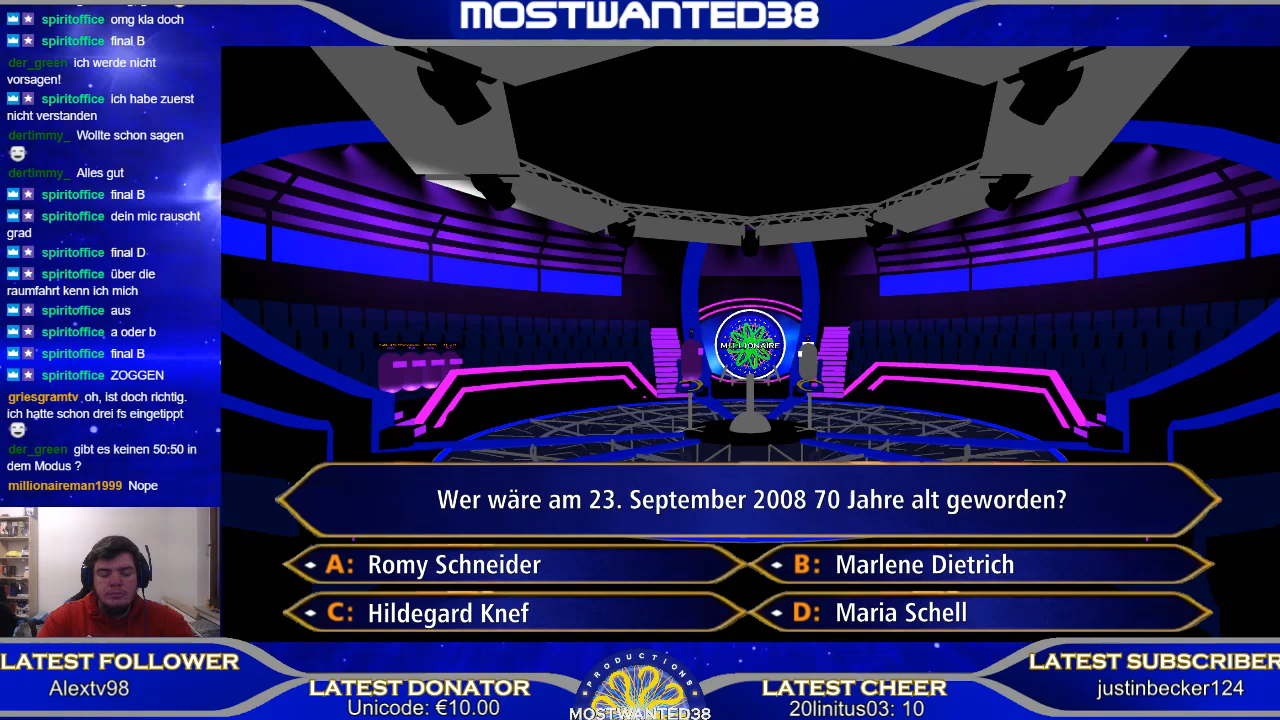 MOSTWANTED38
spiritoffice omg kla doch
spiritoffice final B
der_green ich werde nicht
vorsagen!
spiritoffice ich habe zuerst
nicht verstanden
dertimmy_ Wollte schon sagen
dertimmy_ Alles gut
spiritoffice final B
spiritoffice dein mic rauscht
grad
spiritoffice final D
spiritoffice über die
raumfahrt kenn ich mich
spiritoffice aus
spiritoffice a oder b
spiritoffice final B
spiritoffice ZOGGEN
griesgramtv_oh, ist doch richtig.
ich hatte schon drei fs eingetippt
der_green gibt es keinen 50:50 in
dem Modus ?
millionaireman1999 Nope
MILLIONAIRE
Wer wäre am 23. September 2008 70 Jahre alt geworden?
A: Romy Schneider
B: Marlene Dietrich
C: Hildegard Knef
D: Maria Schell
LATEST FOLLOWER
Alextv98
LATEST DONATOR
Unicode: €10.00
PRODUCTIONS
MOSTWANTED38
LATEST CHEER
20linitus03: 10
LATEST SUBSCRIBER
justinbecker124